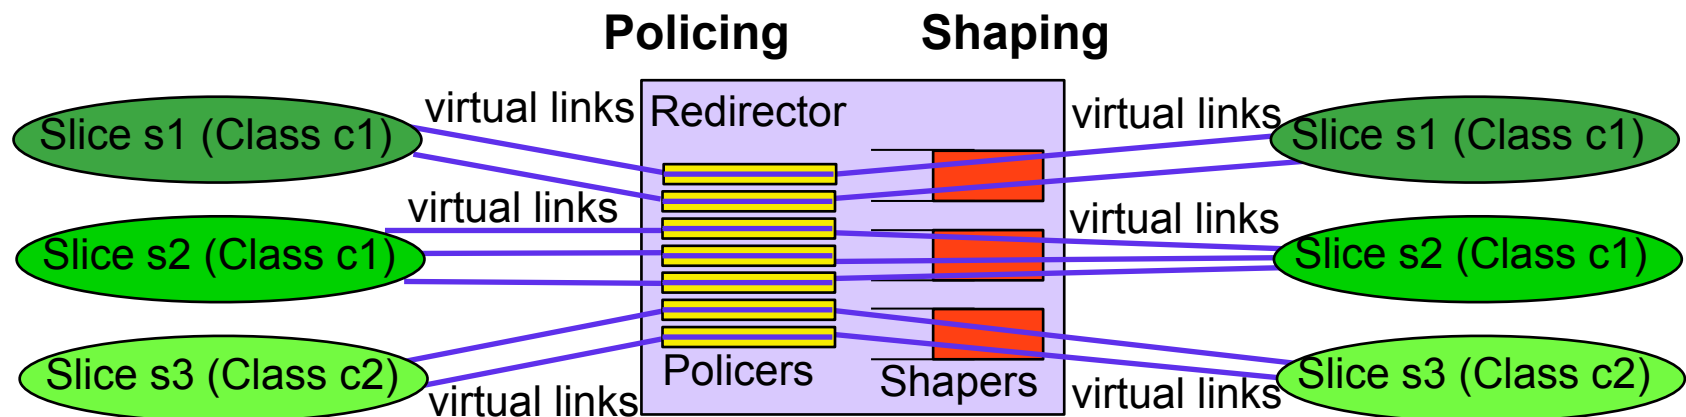 Policing
Shaping
virtual links
Redirector
virtual links
Slice s1 (Class c1)
Slice s1 (Class c1)
virtual links
virtual links
Slice s2 (Class c1)
Slice s2 (Class c1)
Slice s3 (Class c2)
Policers
Shapers
Slice s3 (Class c2)
virtual links
virtual links